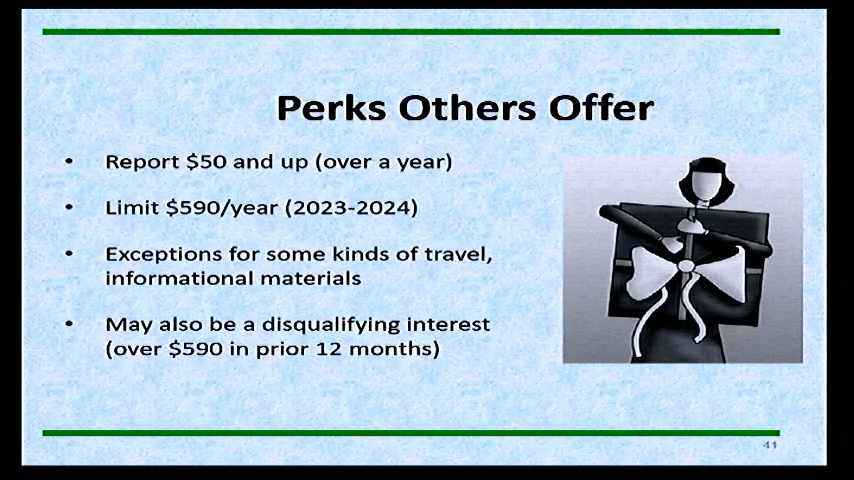 Perks Others Offer
• Report $50 and up (over a year)
• Limit $590/year (2023-2024)
• Exceptions for some kinds of travel,
informational materials
• May also be a disqualifying interest
(over $590 in prior 12 months)
41